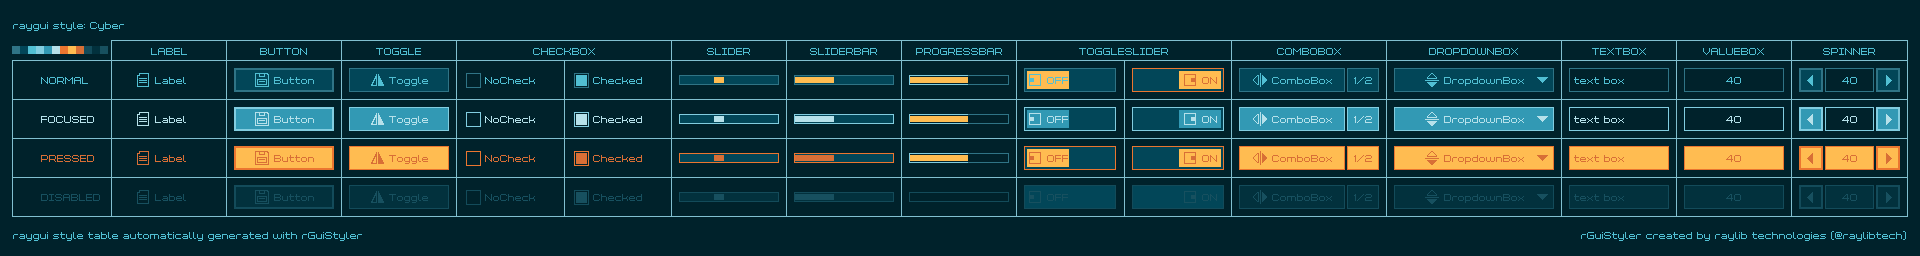 raygui style: Cyber
LABEL BUTTON TOGGLE CHECKBOX SLIDER SLIDERBAR PROGRESSBAR TOGGLESLIDER COMBOBOX DROPDOWNBOX TEXTBOX VALUEBOX SPINNER
NORMAL Label Button Toggle NoCheck Checked OFF ON ComboBox 1/2 DropdownBox text box 40 40
FOCUSED Label Button Toggle NoCheck Checked OFF ON ComboBox 1/2 DropdownBox text box 40 40
PRESSED Label Button Toggle NoCheck Checked OFF ON ComboBox 1/2 DropdownBox text box 40 40
DISABLED Label Button Toggle NoCheck Checked OFF ON ComboBox 1/2 DropdownBox text box 40 40
raygui style table automatically generated with rGuiStyler
rGuiStyler created by raylib technologies (@raylibtech)